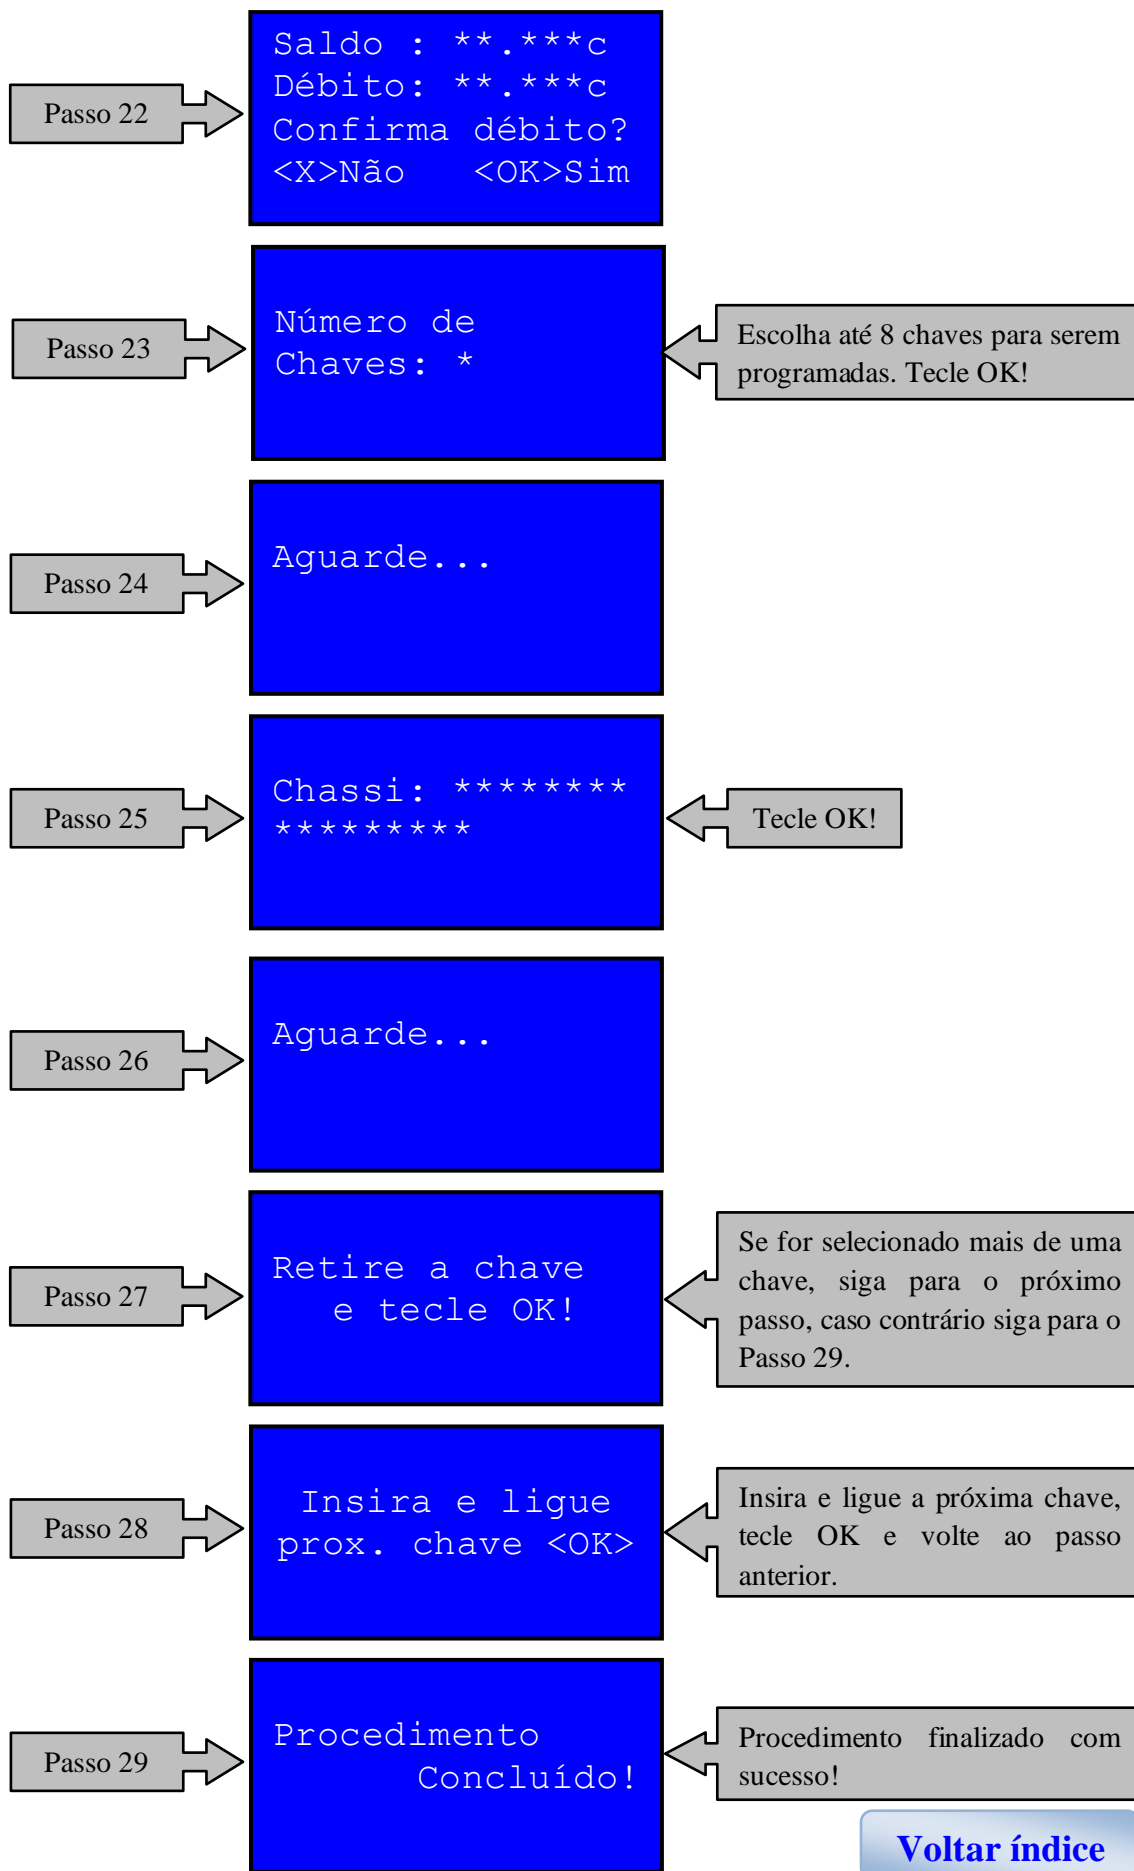 Passo 22
Saldo : **.***c
Débito: **.***c
Confirma débito?
<X>Não <OK>Sim
Passo 23
Número de
Chaves: *
Escolha até 8 chaves para serem
programadas. Tecle OK!
Passo 24
Aguarde...
Passo 25
Chassi: ********
*********
Tecle OK!
Passo 26
Aguarde...
Passo 27
Retire a chave
e tecle OK!
Se for selecionado mais de uma
chave, siga para o próximo
passo, caso contrário siga para o
Passo 29.
Passo 28
Insira e ligue
prox. chave <OK>
Insira e ligue a próxima chave,
tecle OK e volte ao passo
anterior.
Passo 29
Procedimento
Concluído!
Procedimento finalizado com
sucesso!
Voltar índice